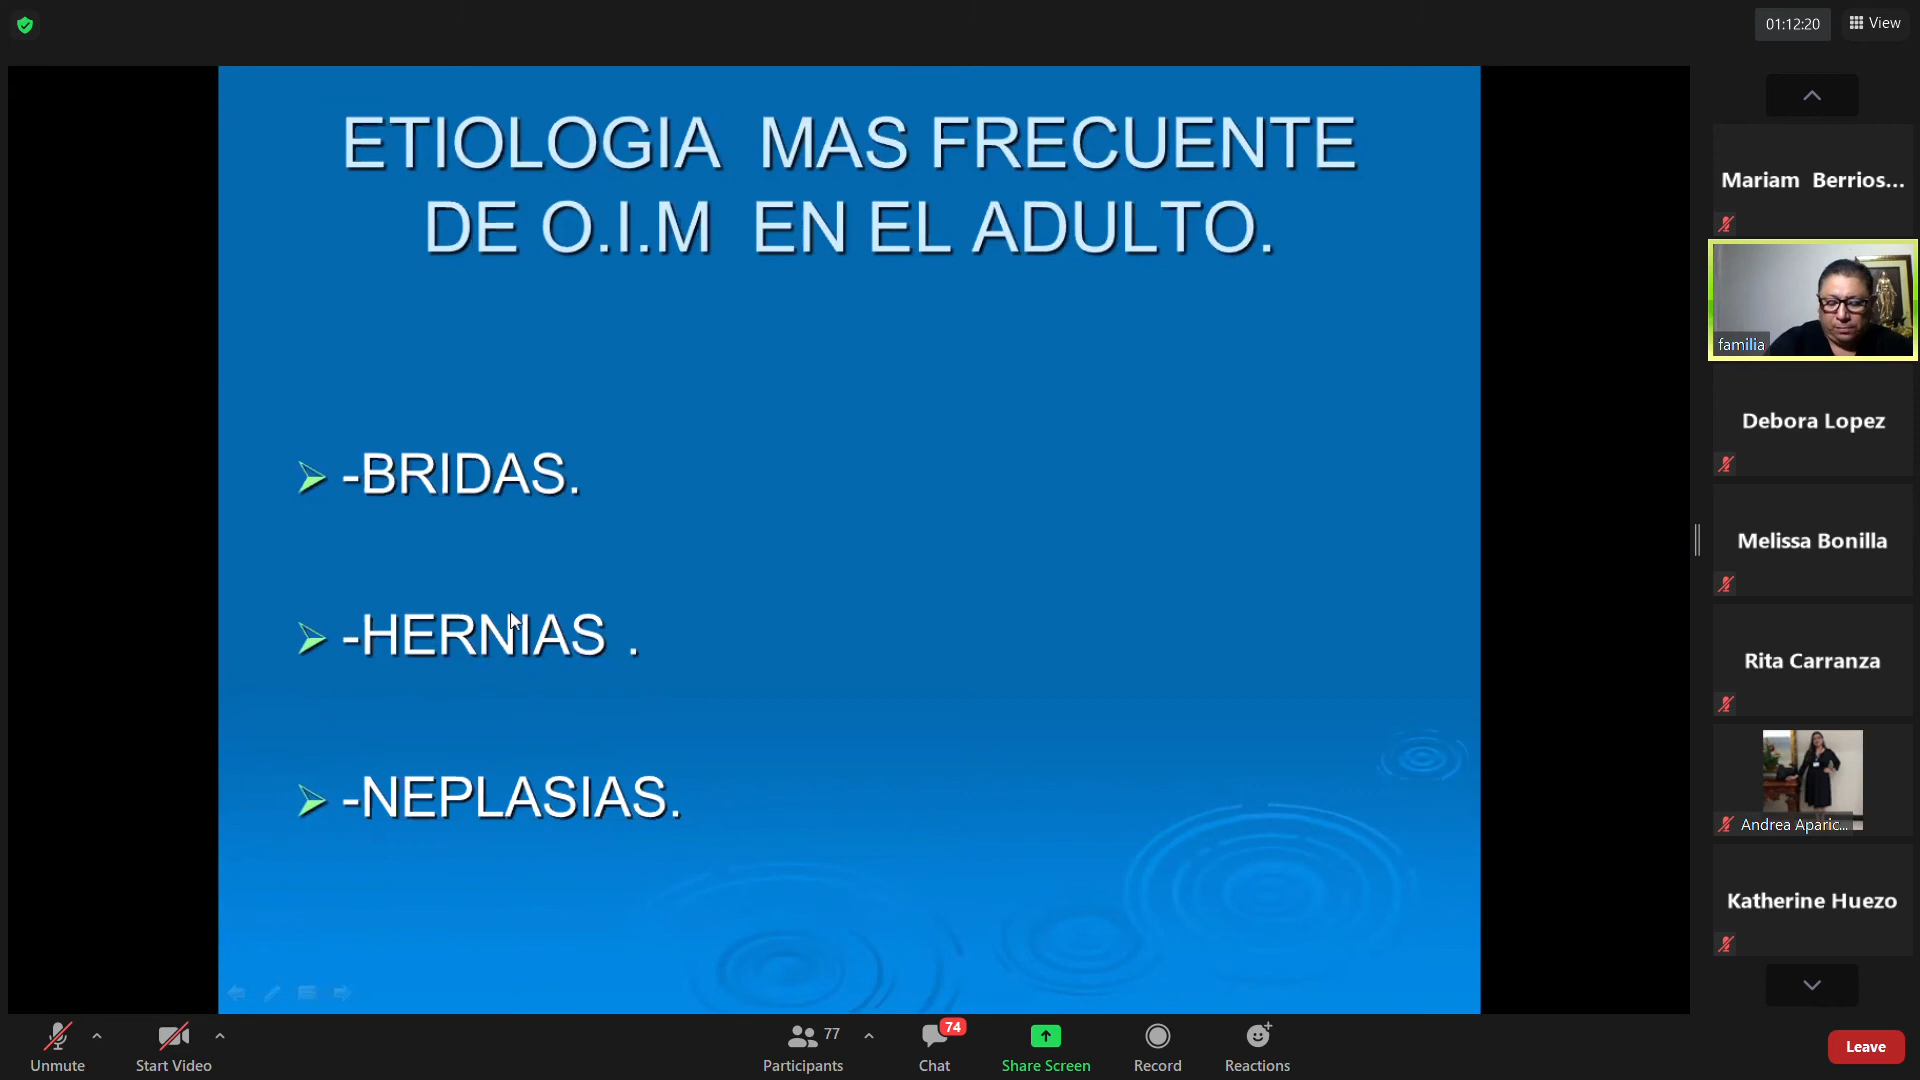 01:12:20
View
ETIOLOGIA MAS FRECUENTE
DE O.I.M EN EL ADULTO.
-BRIDAS.
-HERNIAS .
-NEPLASIAS.
Mariam Berrios...
familia
Debora Lopez
Melissa Bonilla
Rita Carranza
Andrea Aparic...
Katherine Huezo
Unmute
Start Video
77
Participants
74
Chat
Share Screen
Record
Reactions
Leave